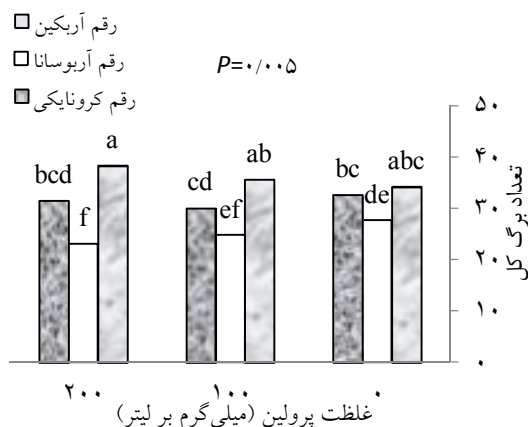 رقم آربکین
رقم آربوسانا
رقم کرونایکی
P=۰/۰۰۵
۵۰
۴۰
۳۰
۲۰
۱۰
۰
تعداد برگ کل
bcd
f
a
cd
ef
ab
bc
de
abc
۲۰۰ ۱۰۰ ۰
غلظت پرولین (میلی‌گرم بر لیتر)